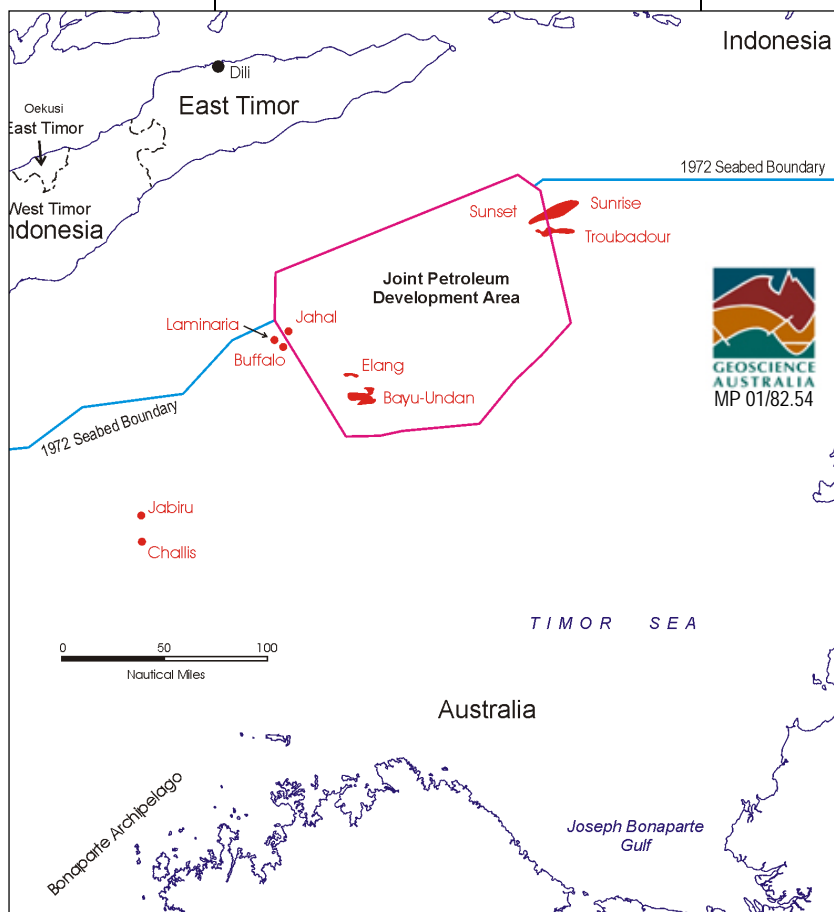 Indonesia
Dili
East Timor
Oekusi
East Timor
West Timor
ndonesia
1972 Seabed Boundary
Sunset
Sunrise
Troubadour
Joint Petroleum
Development Area
Laminaria
Jahal
Buffalo
Elang
Bayu-Undan
GEOSCIENCE
AUSTRALIA
MP 01/82.54
1972 Seabed Boundary
Jabiru
Challis
TIMOR SEA
0 50 100
Nautical Miles
Australia
Bonaparte Archipelago
Joseph Bonaparte
Gulf